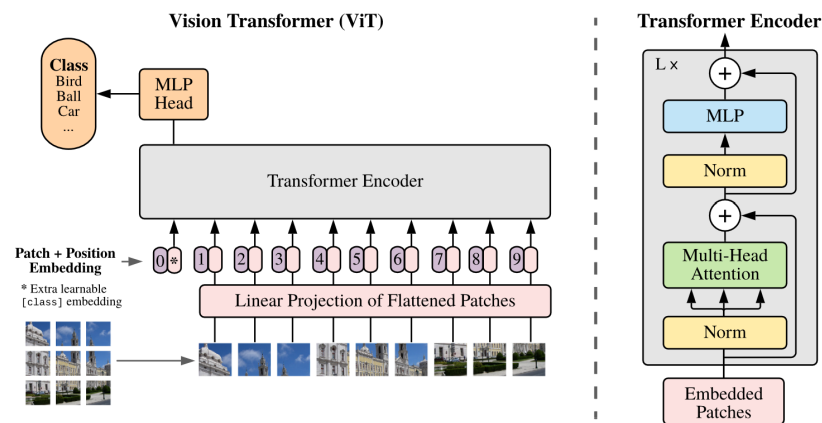 Vision Transformer (ViT)
Class
Bird
Ball
Car
...
MLP
Head
Transformer Encoder
Patch + Position
Embedding
0 * 1 2 3 4 5 6 7 8 9
* Extra learnable
[class] embedding
Linear Projection of Flattened Patches
Transformer Encoder
L ×
+
MLP
Norm
+
Multi-Head
Attention
Norm
Embedded
Patches